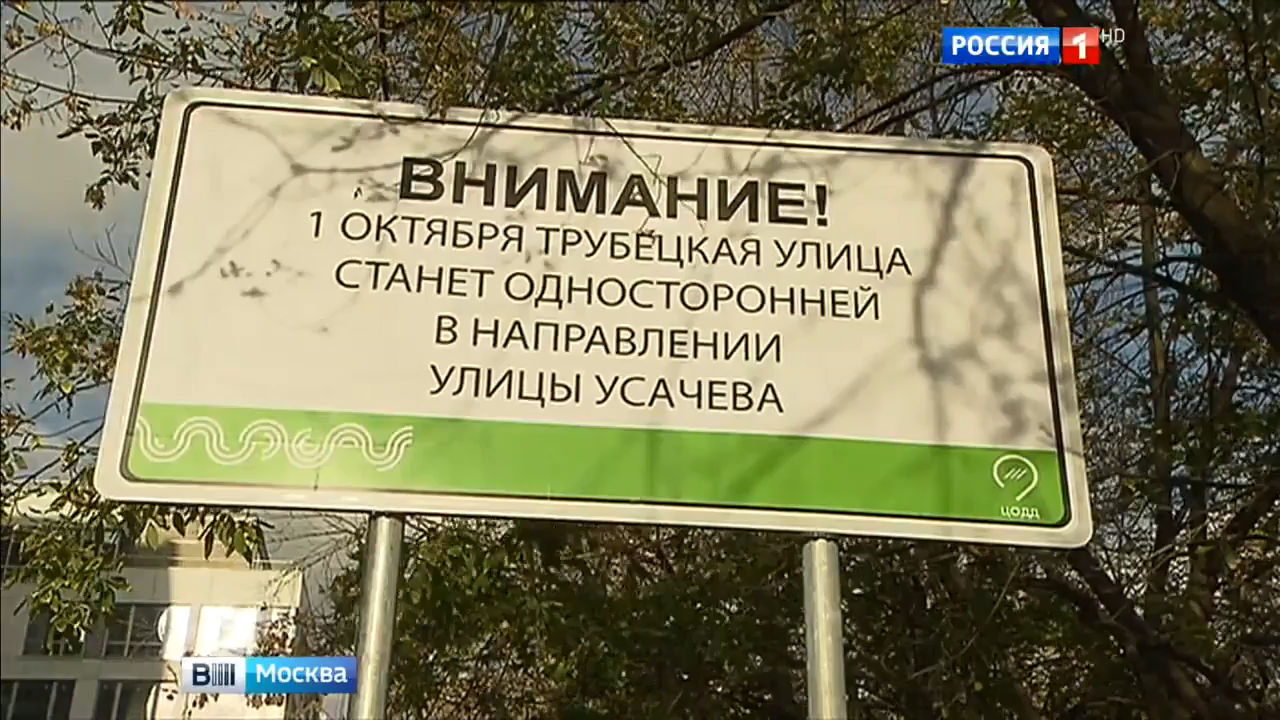 РОССИЯ 1 HD
ВНИМАНИЕ!
1 ОКТЯБРЯ ТРУБЕЦКАЯ УЛИЦА
СТАНЕТ ОДНОСТОРОННЕЙ
В НАПРАВЛЕНИИ
УЛИЦЫ УСАЧЕВА
ЦОДД
Москва